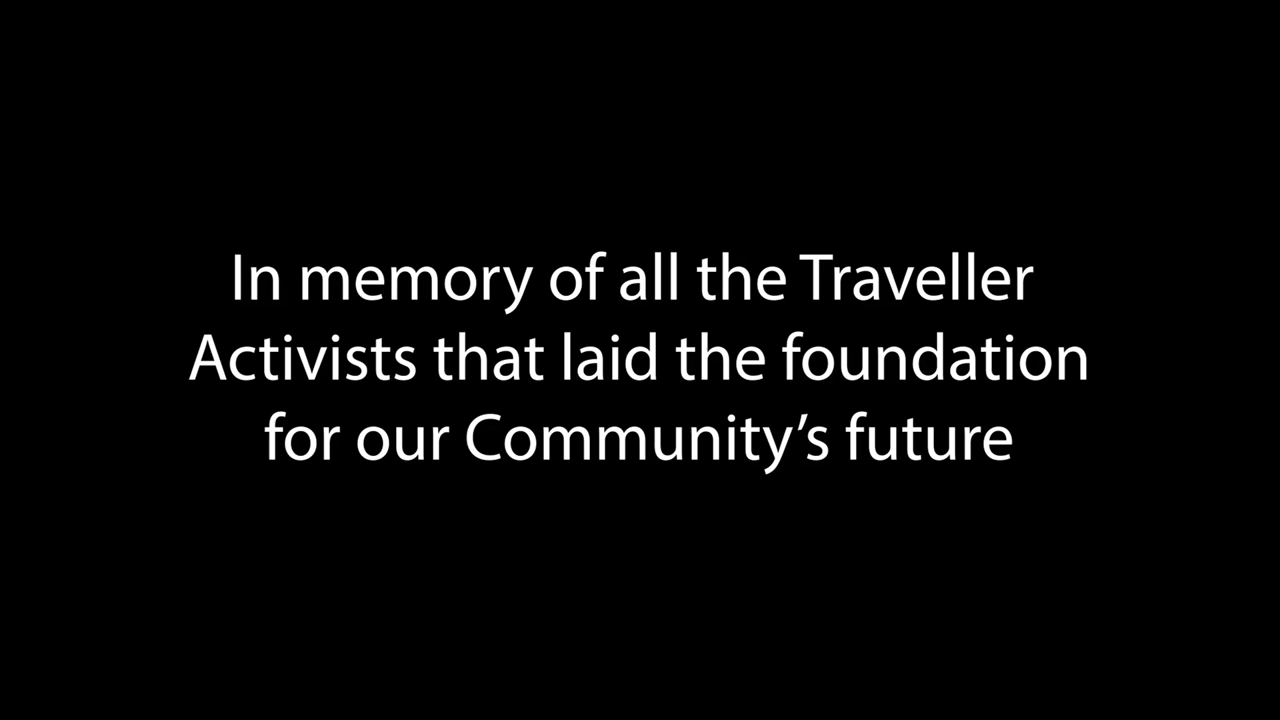 In memory of all the Traveller
Activists that laid the foundation
for our Community’s future